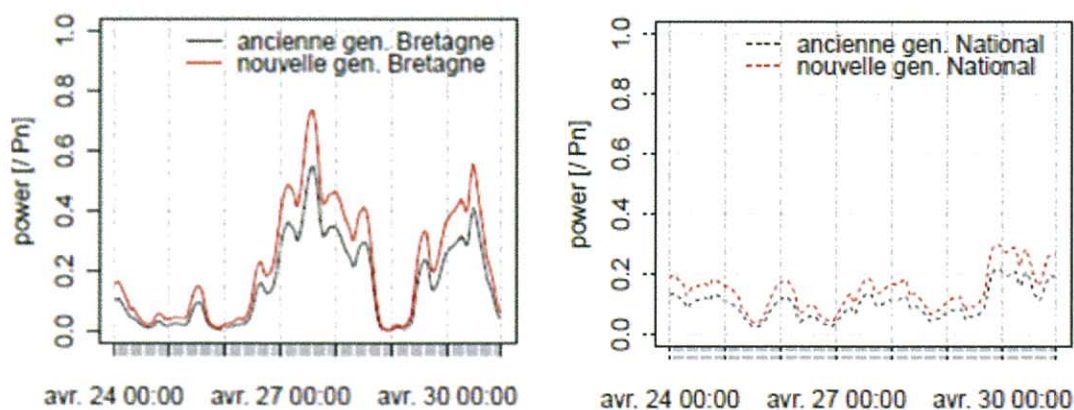 ancienne gen. Bretagne
nouvelle gen. Bretagne
power [/ Pn]
0.0 0.2 0.4 0.6 0.8 1.0
avr. 24 00:00 avr. 27 00:00 avr. 30 00:00
ancienne gen. National
nouvelle gen. National
power [/ Pn]
0.0 0.2 0.4 0.6 0.8 1.0
avr. 24 00:00 avr. 27 00:00 avr. 30 00:00